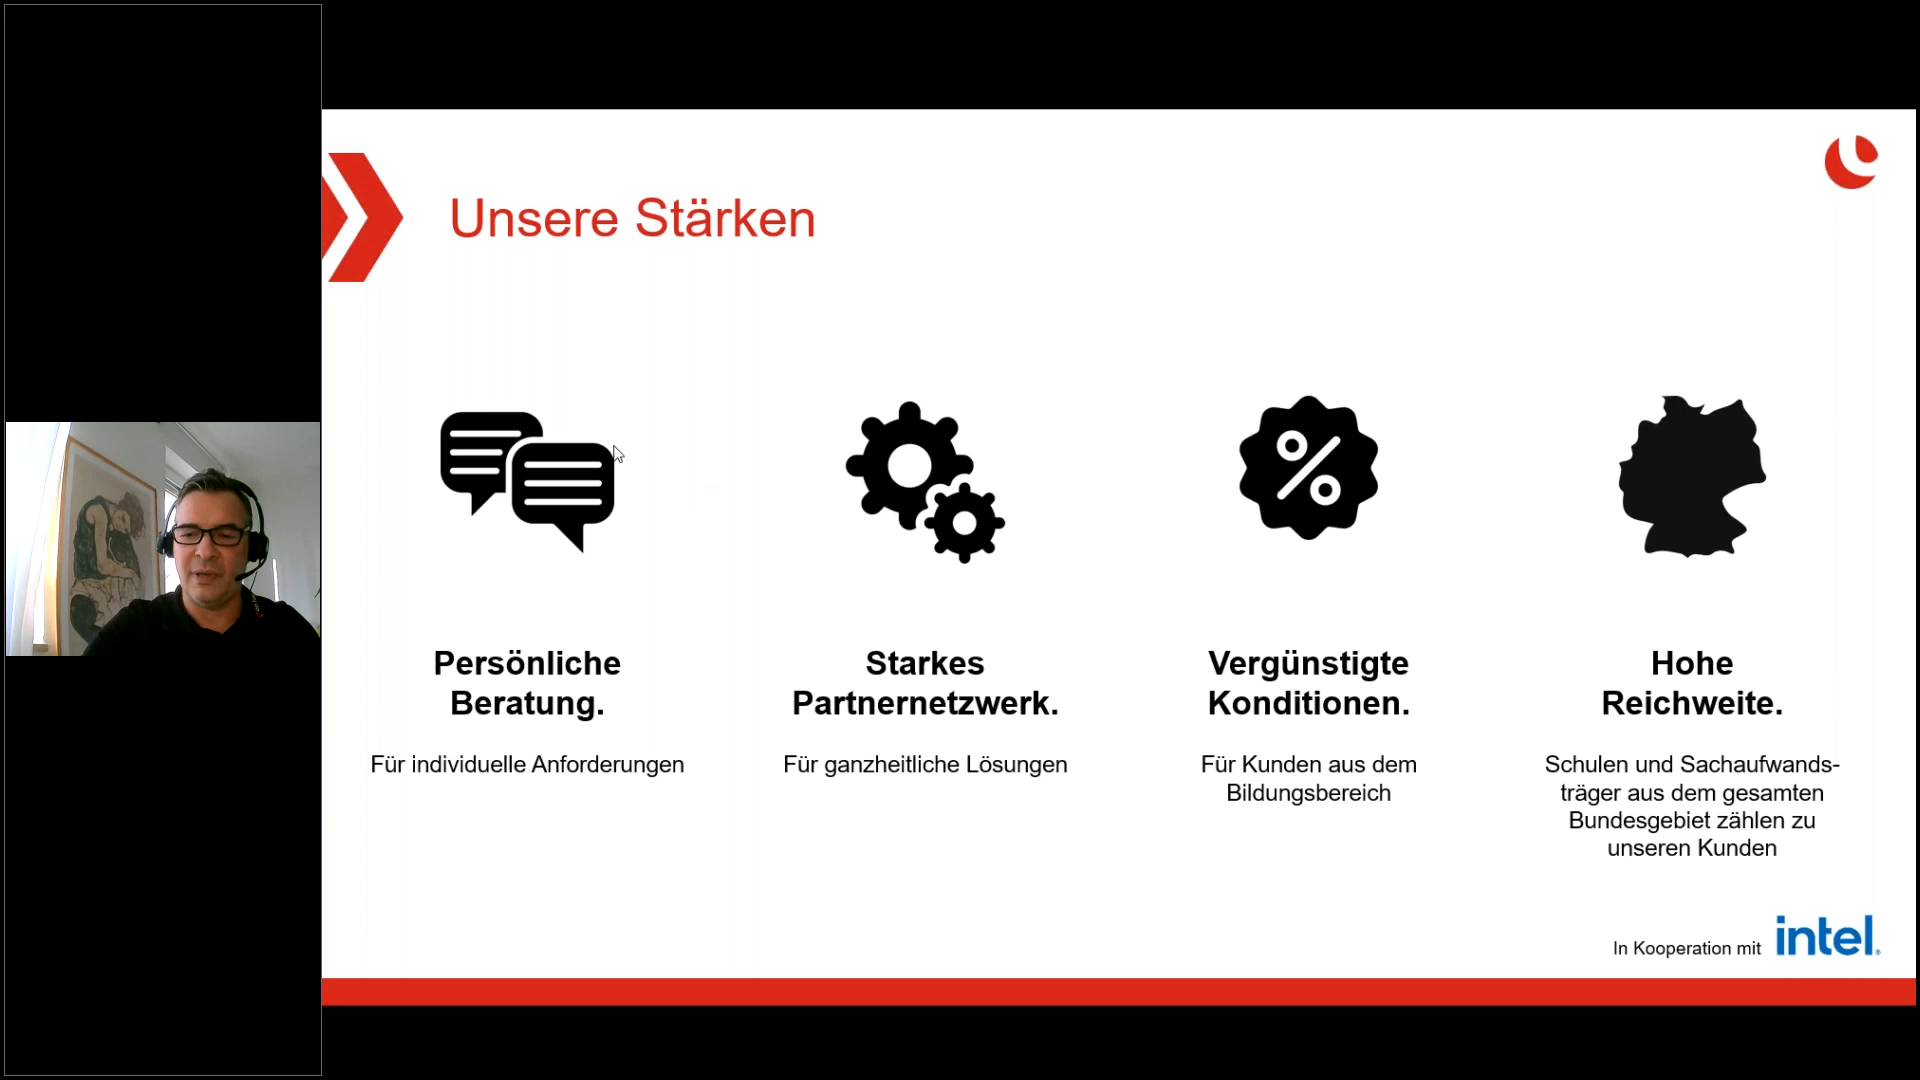 Unsere Stärken
Persönliche
Beratung.
Für individuelle Anforderungen
Starkes
Partnernetzwerk.
Für ganzheitliche Lösungen
Vergünstigte
Konditionen.
Für Kunden aus dem
Bildungsbereich
Hohe
Reichweite.
Schulen und Sachaufwands-
träger aus dem gesamten
Bundesgebiet zählen zu
unseren Kunden
In Kooperation mit intel®